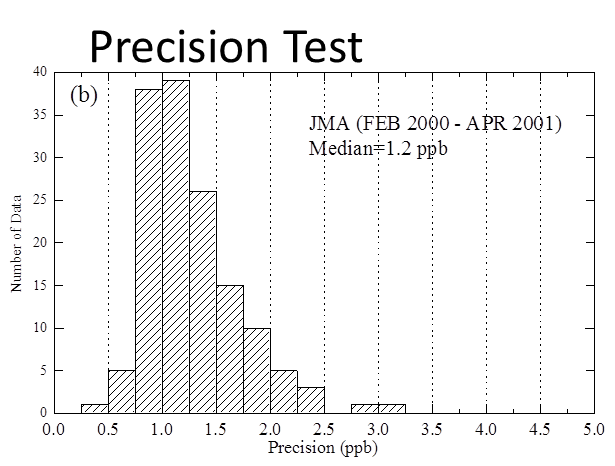 Precision Test
(b)
JMA (FEB 2000 - APR 2001)
Median=1.2 ppb
Number of Data
40
35
30
25
20
15
10
5
0
0.0 0.5 1.0 1.5 2.0 2.5 3.0 3.5 4.0 4.5 5.0
Precision (ppb)